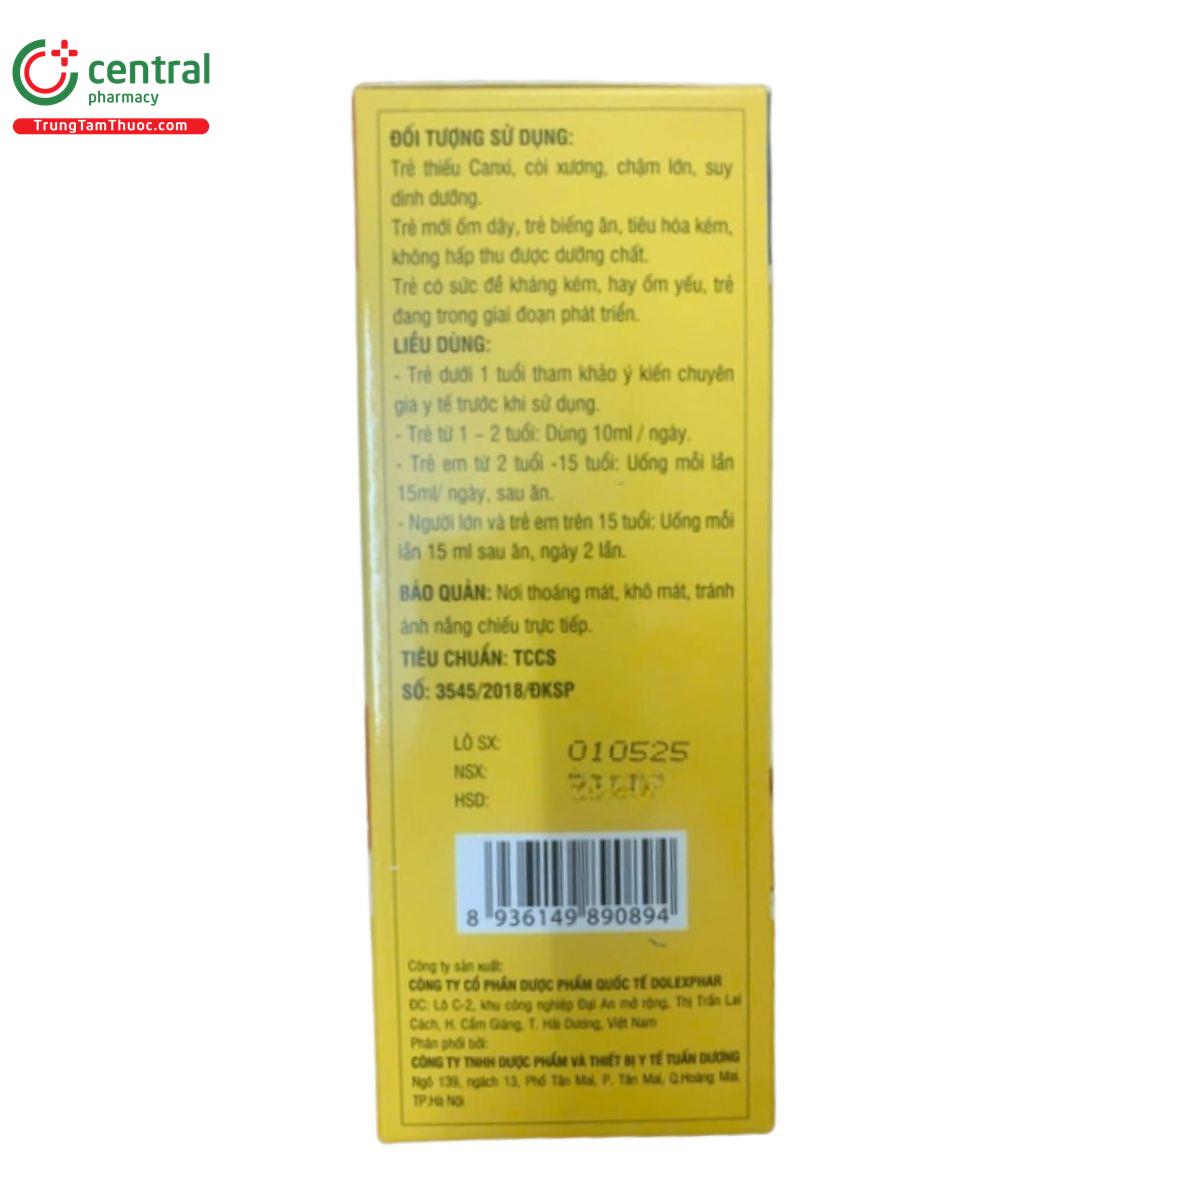 central
pharmacy
TrungTamThuoc.com
ĐỐI TƯỢNG SỬ DỤNG:
Trẻ thiếu Canxi, còi xương, chậm lớn, suy
dinh dưỡng.
Trẻ mới ốm dậy, trẻ biếng ăn, tiêu hóa kém,
không hấp thu được dưỡng chất.
Trẻ có sức đề kháng kém, hay ốm yếu, trẻ
đang trong giai đoạn phát triển.
LIỀU DÙNG:
- Trẻ dưới 1 tuổi tham khảo ý kiến chuyên
gia y tế trước khi sử dụng.
- Trẻ từ 1 – 2 tuổi: Dùng 10ml / ngày.
- Trẻ em từ 2 tuổi -15 tuổi: Uống mỗi lần
15ml/ ngày, sau ăn.
- Người lớn và trẻ em trên 15 tuổi: Uống mỗi
lần 15 ml sau ăn, ngày 2 lần.
BẢO QUẢN: Nơi thoáng mát, khô mát, tránh
ánh nắng chiếu trực tiếp.
TIÊU CHUẨN: TCCS
SỐ: 3545/2018/ĐKSP
LÔ SX: 010525
NSX:
HSD:
8 936149 890894
Công ty sản xuất:
CÔNG TY CỔ PHẦN DƯỢC PHẨM QUỐC TẾ DOLEXPHAR
ĐC: Lô C-2, khu công nghiệp Đại An mở rộng, Thị Trấn Lai
Cách, H. Cẩm Giàng, T. Hải Dương, Việt Nam
Phân phối bởi:
CÔNG TY TNHH DƯỢC PHẨM VÀ THIẾT BỊ Y TẾ TUẤN DƯƠNG
Ngõ 139, ngách 13, Phố Tân Mai, P. Tân Mai, Q.Hoàng Mai,
TP.Hà Nội